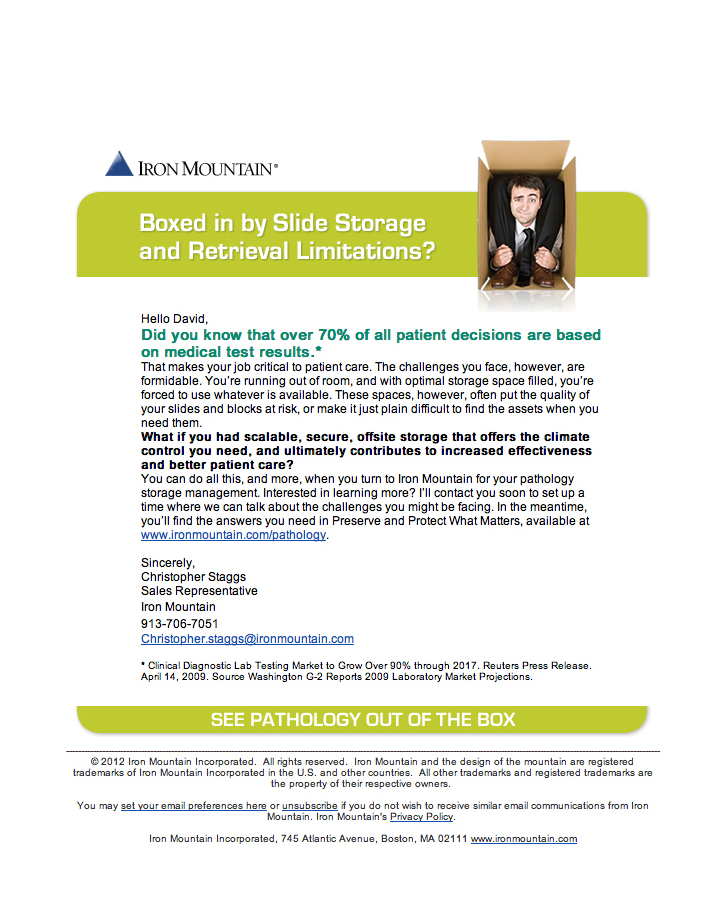 IRON MOUNTAIN®
Boxed in by Slide Storage
and Retrieval Limitations?
Hello David,
Did you know that over 70% of all patient decisions are based
on medical test results.*
That makes your job critical to patient care. The challenges you face, however, are
formidable. You're running out of room, and with optimal storage space filled, you're
forced to use whatever is available. These spaces, however, often put the quality of
your slides and blocks at risk, or make it just plain difficult to find the assets when you
need them.
What if you had scalable, secure, offsite storage that offers the climate
control you need, and ultimately contributes to increased effectiveness
and better patient care?
You can do all this, and more, when you turn to Iron Mountain for your pathology
storage management. Interested in learning more? I'll contact you soon to set up a
time where we can talk about the challenges you might be facing. In the meantime,
you'll find the answers you need in Preserve and Protect What Matters, available at
www.ironmountain.com/pathology.
Sincerely,
Christopher Staggs
Sales Representative
Iron Mountain
913-706-7051
Christopher.staggs@ironmountain.com
* Clinical Diagnostic Lab Testing Market to Grow Over 90% through 2017. Reuters Press Release.
April 14, 2009. Source Washington G-2 Reports 2009 Laboratory Market Projections.
SEE PATHOLOGY OUT OF THE BOX
© 2012 Iron Mountain Incorporated. All rights reserved. Iron Mountain and the design of the mountain are registered
trademarks of Iron Mountain Incorporated in the U.S. and other countries. All other trademarks and registered trademarks are
the property of their respective owners.
You may set your email preferences here or unsubscribe if you do not wish to receive similar email communications from Iron
Mountain. Iron Mountain's Privacy Policy.
Iron Mountain Incorporated, 745 Atlantic Avenue, Boston, MA 02111 www.ironmountain.com